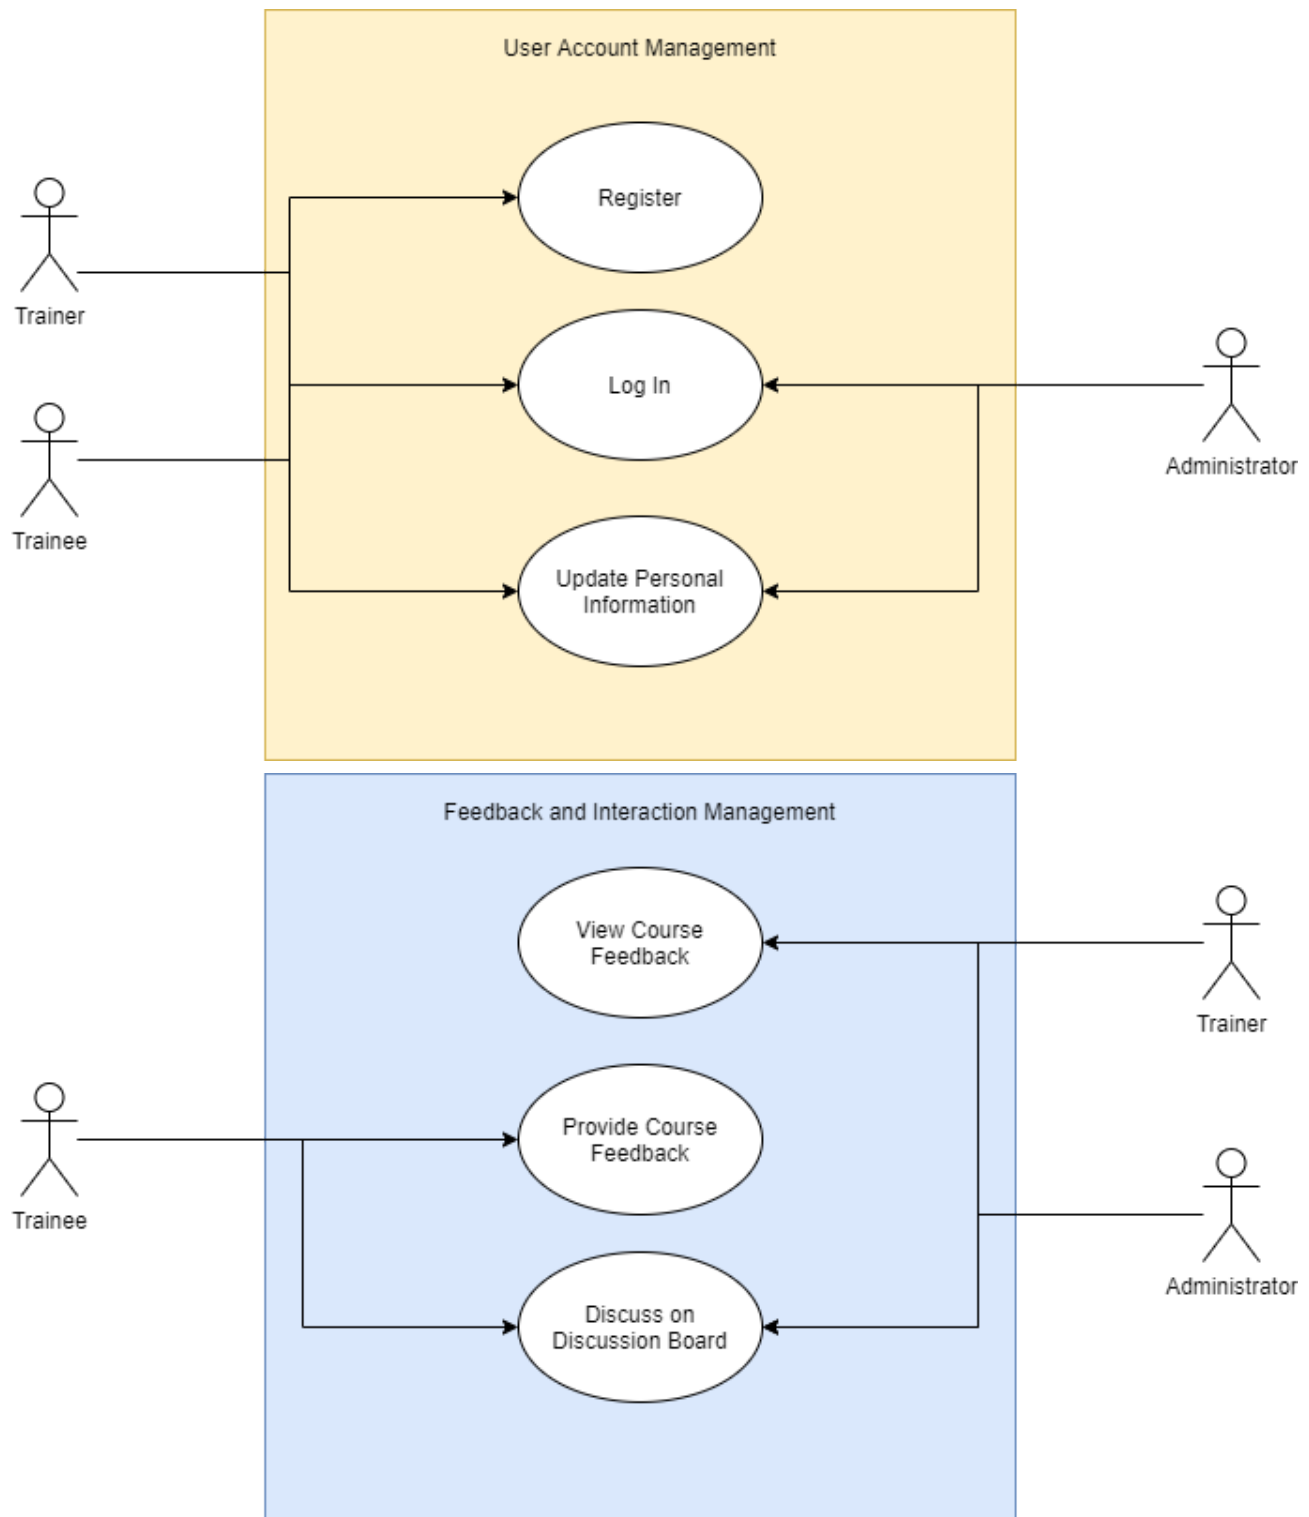 User Account Management
Register
Trainer
Log In
Administrator
Trainee
Update Personal
Information
Feedback and Interaction Management
View Course
Feedback
Trainer
Provide Course
Feedback
Trainee
Administrator
Discuss on
Discussion Board